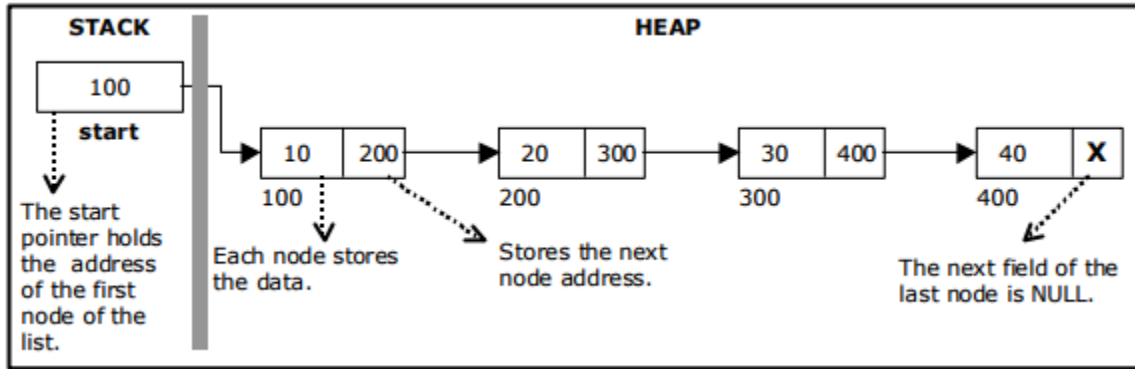 STACK
HEAP
100
start
10
200
20
300
30
400
40
X
100
200
300
400
The start
pointer holds
the address
of the first
node of the
list.
Each node stores
the data.
Stores the next
node address.
The next field of the
last node is NULL.